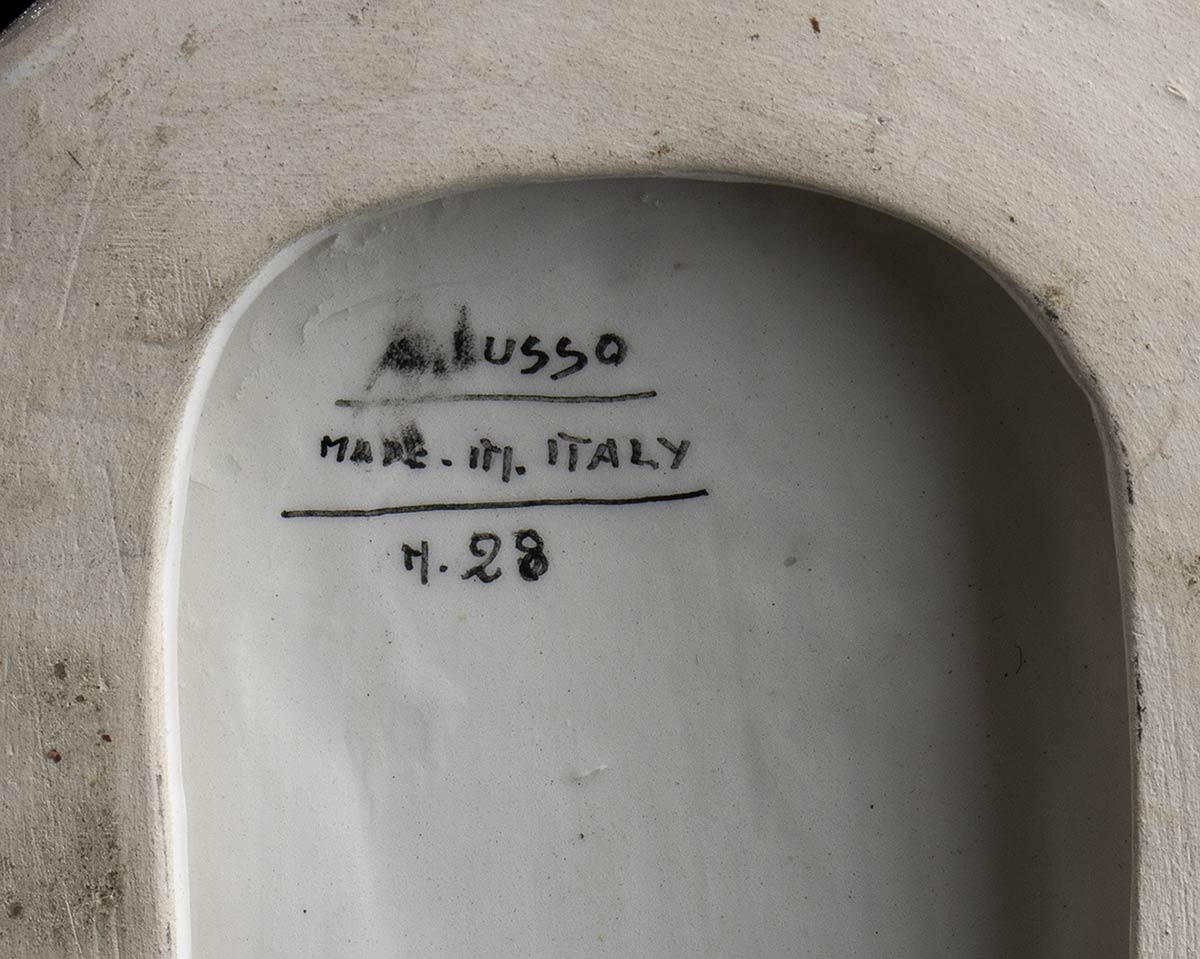 A. Lusso
MADE. in. ITALY
N. 28